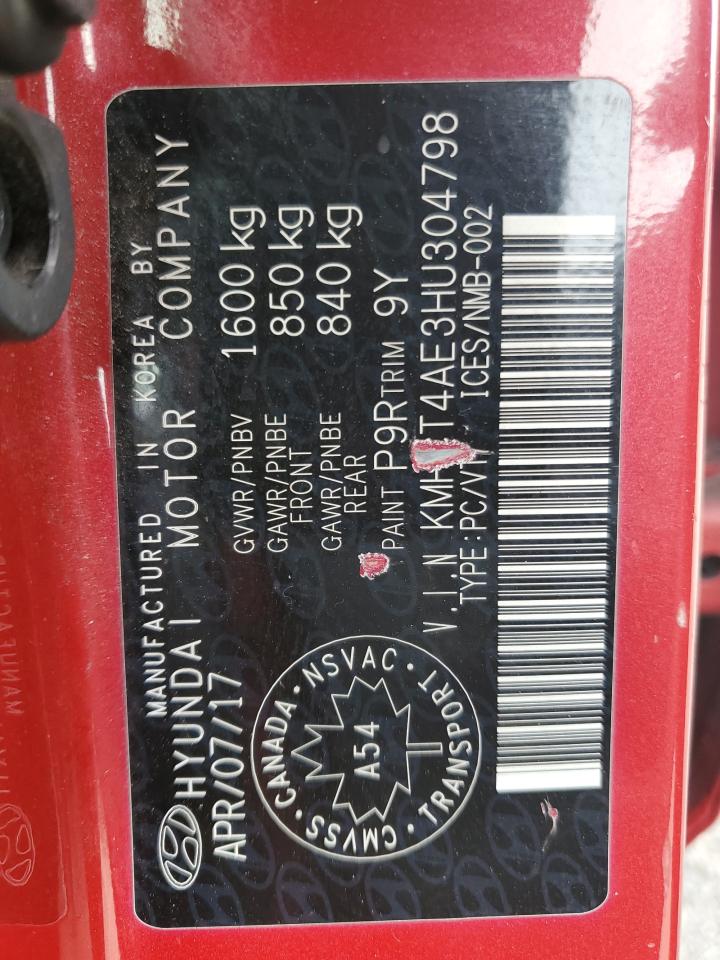 MANUFACTURED IN KOREA BY
HYUNDAI MOTOR COMPANY
APR/07/17
GVWR/PNBV 1600 kg
GAWR/PNBE FRONT 850 kg
GAWR/PNBE REAR 840 kg
PAINT P9R TRIM 9Y
V.I.N KMH T4AE3HU304798
TYPE:PC/V ICES/NMB-002
CANADA · NSVAC · TRANSPORT · CMVSS ·
A54